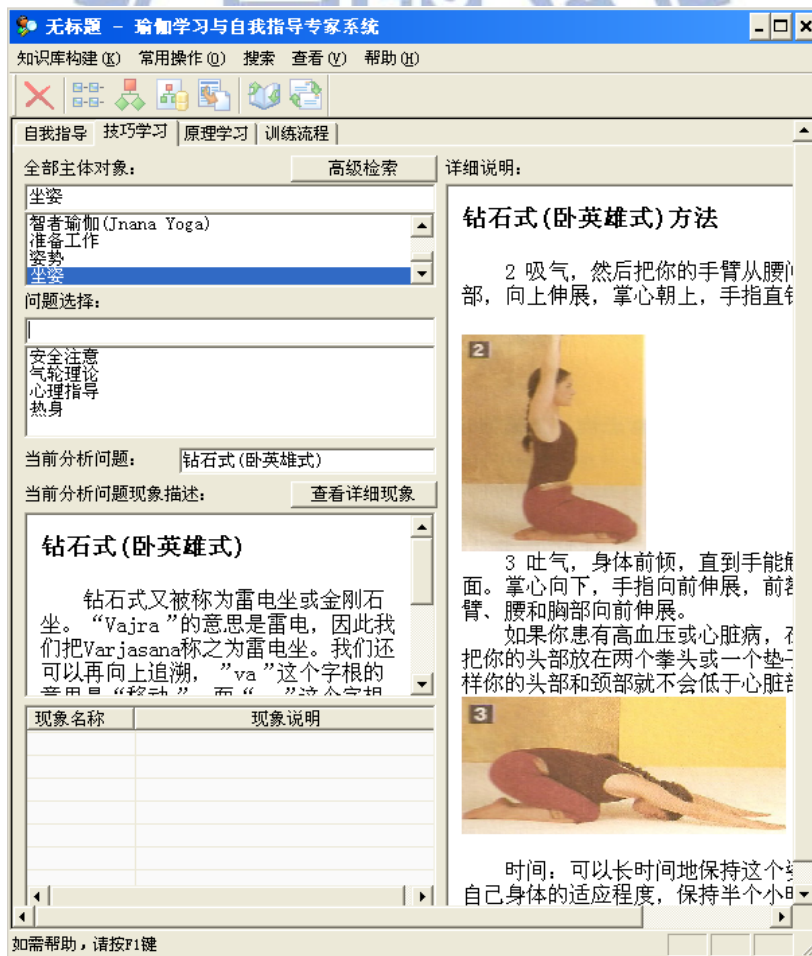 无标题 - 瑜伽学习与自我指导专家系统
知识库构建(K) 常用操作(O) 搜索 查看(V) 帮助(H)
自我指导 技巧学习 原理学习 训练流程
全部主体对象: 高级检索
坐姿
智者瑜伽(Jnana Yoga)
准备工作
姿势
坐姿
问题选择:
安全注意
气轮理论
心理指导
热身
当前分析问题: 钻石式(卧英雄式)
当前分析问题现象描述: 查看详细现象
钻石式(卧英雄式)
钻石式又被称为雷电坐或金刚石
坐。“Vajra”的意思是雷电，因此我
们把Varjasana称之为雷电坐。我们还
可以再向上追溯，”va”这个字根的
意思是“移动”，而“
现象名称 现象说明
详细说明:
钻石式(卧英雄式)方法
2 吸气，然后把你的手臂从腰
部，向上伸展，掌心朝上，手指直
2
3 吐气，身体前倾，直到手能
面。掌心向下，手指向前伸展，前
臂、腰和胸部向前伸展。
如果你患有高血压或心脏病，
把你的头部放在两个拳头或一个垫
样你的头部和颈部就不会低于心脏
3
时间: 可以长时间地保持这个
自己身体的适应程度，保持半个小
如需帮助，请按F1键